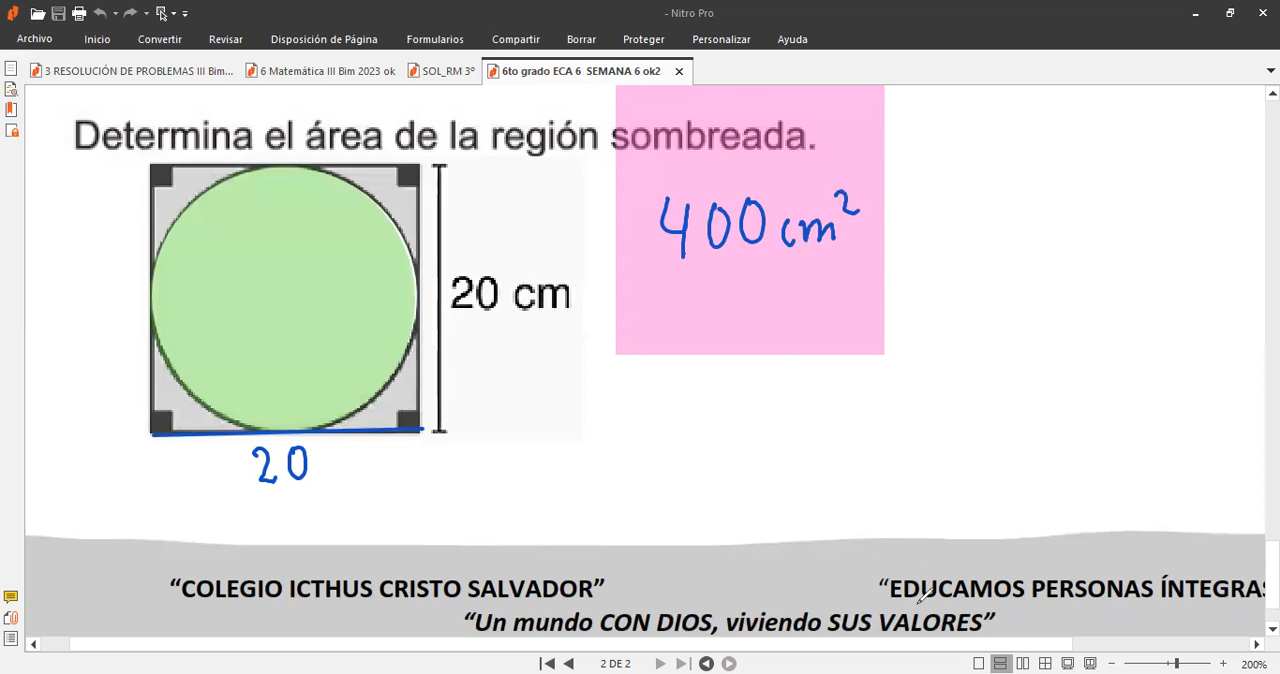 - Nitro Pro
Archivo Inicio Convertir Revisar Disposición de Página Formularios Compartir Borrar Proteger Personalizar Ayuda
3 RESOLUCIÓN DE PROBLEMAS III Bim... 6 Matemática III Bim 2023 ok SOL_RM 3º 6to grado ECA 6 SEMANA 6 ok2
Determina el área de la región sombreada.
400 cm²
20 cm
20
“COLEGIO ICTHUS CRISTO SALVADOR” “EDUCAMOS PERSONAS ÍNTEGRAS
“Un mundo CON DIOS, viviendo SUS VALORES”
2 DE 2
200%